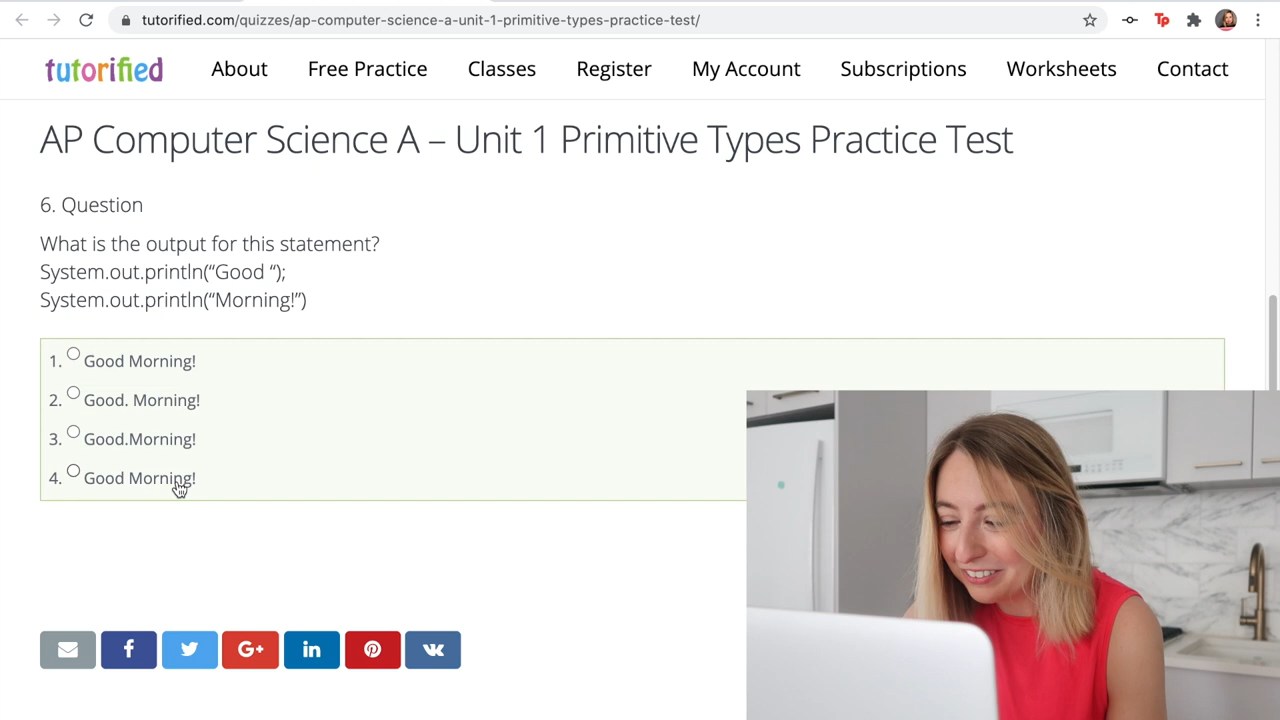 tutorified.com/quizzes/ap-computer-science-a-unit-1-primitive-types-practice-test/
Tp
tutorified About Free Practice Classes Register My Account Subscriptions Worksheets Contact
AP Computer Science A – Unit 1 Primitive Types Practice Test
6. Question
What is the output for this statement?
System.out.println(“Good “);
System.out.println(“Morning!”)
1. Good Morning!
2. Good. Morning!
3. Good.Morning!
4. Good Morning!
f G+ in